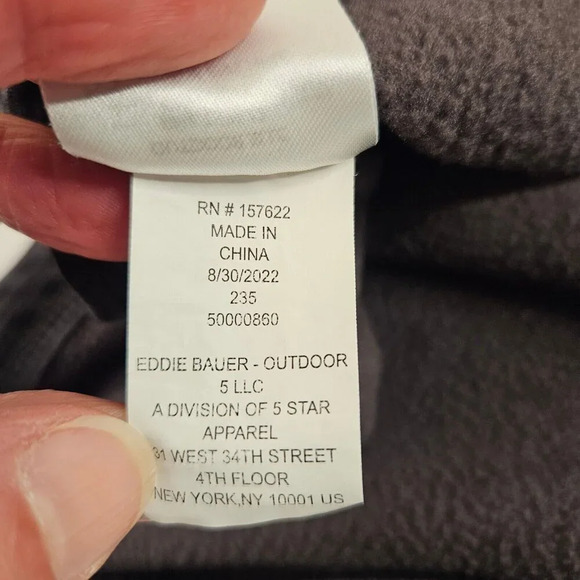 RN # 157622
MADE IN
CHINA
8/30/2022
235
50000860
EDDIE BAUER - OUTDOOR
5 LLC
A DIVISION OF 5 STAR
APPAREL
31 WEST 34TH STREET
4TH FLOOR
NEW YORK,NY 10001 US